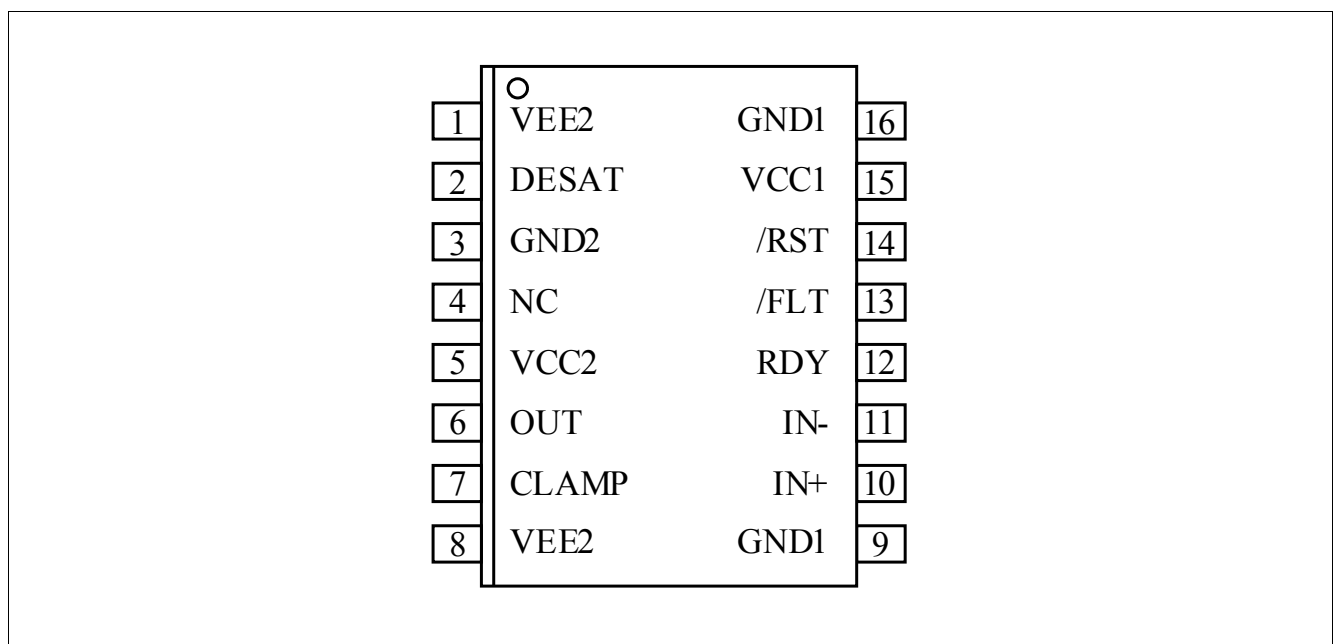 1 VEE2 GND1 16
2 DESAT VCC1 15
3 GND2 /RST 14
4 NC /FLT 13
5 VCC2 RDY 12
6 OUT IN- 11
7 CLAMP IN+ 10
8 VEE2 GND1 9